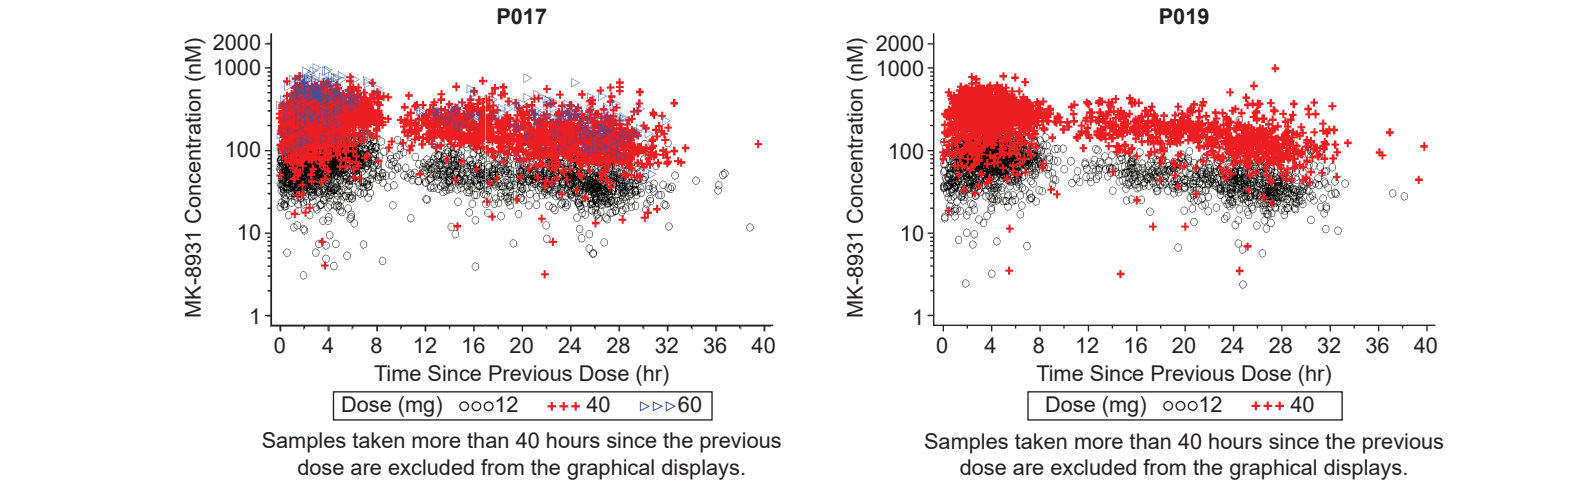 P017
MK-8931 Concentration (nM)
2000
1000
100
10
1
0 4 8 12 16 20 24 28 32 36 40
Time Since Previous Dose (hr)
Dose (mg) ○○○12 +++ 40 ▷▷▷60
Samples taken more than 40 hours since the previous
dose are excluded from the graphical displays.
P019
MK-8931 Concentration (nM)
2000
1000
100
10
1
0 4 8 12 16 20 24 28 32 36 40
Time Since Previous Dose (hr)
Dose (mg) ○○○12 +++ 40
Samples taken more than 40 hours since the previous
dose are excluded from the graphical displays.